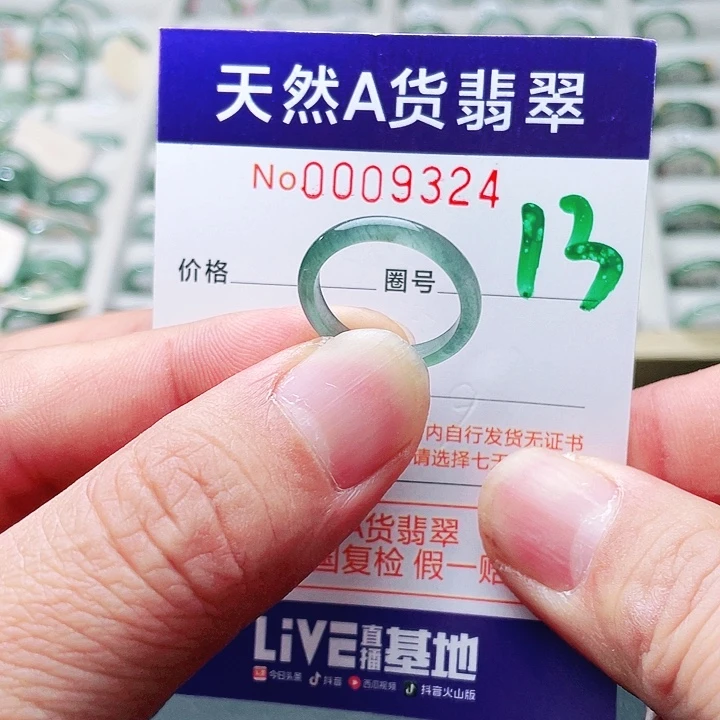 天然A货翡翠
No0009324
价格 圈号 13
内自行发货无证书
请选择七天
A货翡翠
国复检 假一赔
LiVE直播基地
今日头条 抖音 西瓜视频 抖音火山版